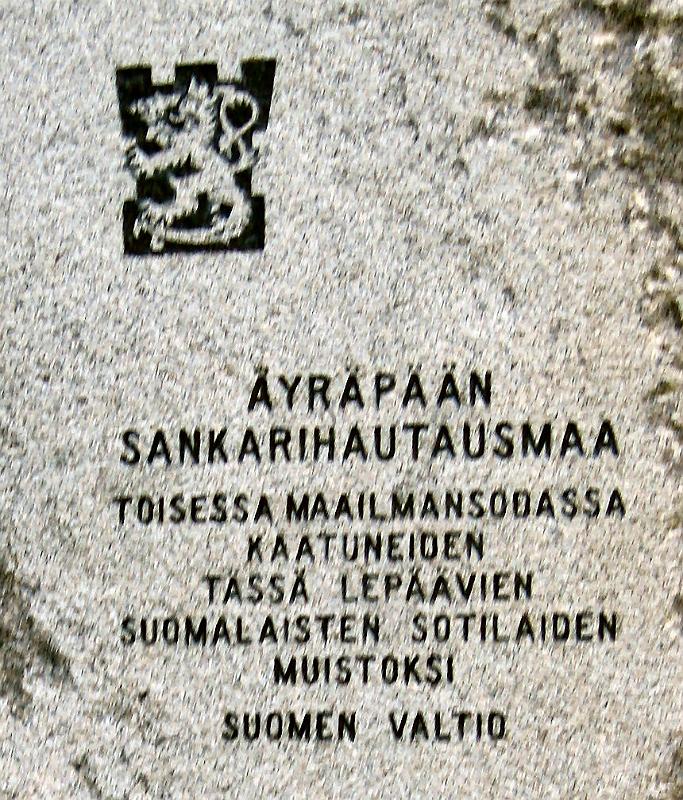 ÄYRÄPÄÄN
SANKARIHAUTAUSMAA
TOISESSA MAAILMANSODASSA
KAATUNEIDEN
TÄSSÄ LEPÄÄVIEN
SUOMALAISTEN SOTILAIDEN
MUISTOKSI
SUOMEN VALTIO